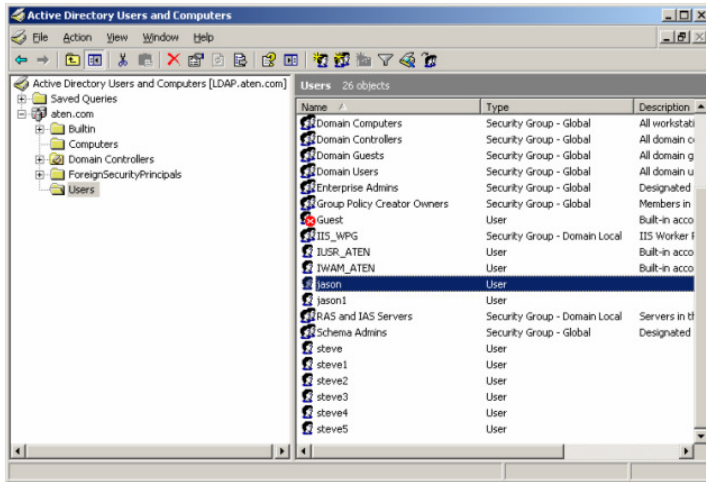 Active Directory Users and Computers
File Action View Window Help
Active Directory Users and Computers [LDAP.aten.com]
Saved Queries
aten.com
Builtin
Computers
Domain Controllers
ForeignSecurityPrincipals
Users
Users 26 objects
Name Type Description
Domain Computers Security Group - Global All workstati
Domain Controllers Security Group - Global All domain co
Domain Guests Security Group - Global All domain g
Domain Users Security Group - Global All domain u
Enterprise Admins Security Group - Global Designated
Group Policy Creator Owners Security Group - Global Members in
Guest User Built-in acco
IIS_WPG Security Group - Domain Local IIS Worker
IUSR_ATEN User Built-in acco
IWAM_ATEN User Built-in acco
jason User
jason1 User
RAS and IAS Servers Security Group - Domain Local Servers in th
Schema Admins Security Group - Global Designated
steve User
steve1 User
steve2 User
steve3 User
steve4 User
steve5 User